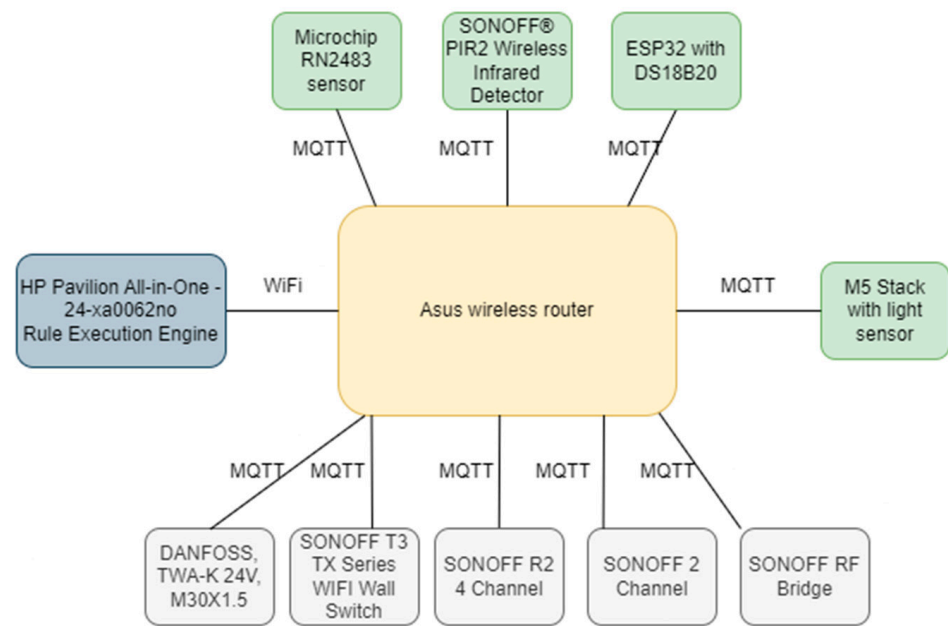 Microchip
RN2483
sensor
SONOFF®
PIR2 Wireless
Infrared
Detector
ESP32 with
DS18B20
MQTT
MQTT
MQTT
HP Pavilion All-in-One -
24-xa0062no
Rule Execution Engine
WiFi
Asus wireless router
MQTT
M5 Stack
with light
sensor
MQTT
MQTT
MQTT
MQTT
MQTT
DANFOSS,
TWA-K 24V,
M30X1.5
SONOFF T3
TX Series
WIFI Wall
Switch
SONOFF R2
4 Channel
SONOFF 2
Channel
SONOFF RF
Bridge